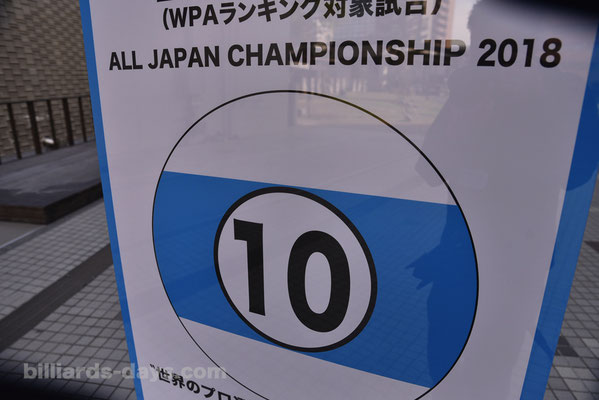 (WPAランキング対象試合)
ALL JAPAN CHAMPIONSHIP 2018
10
"世界のプロ
billiards-days.com